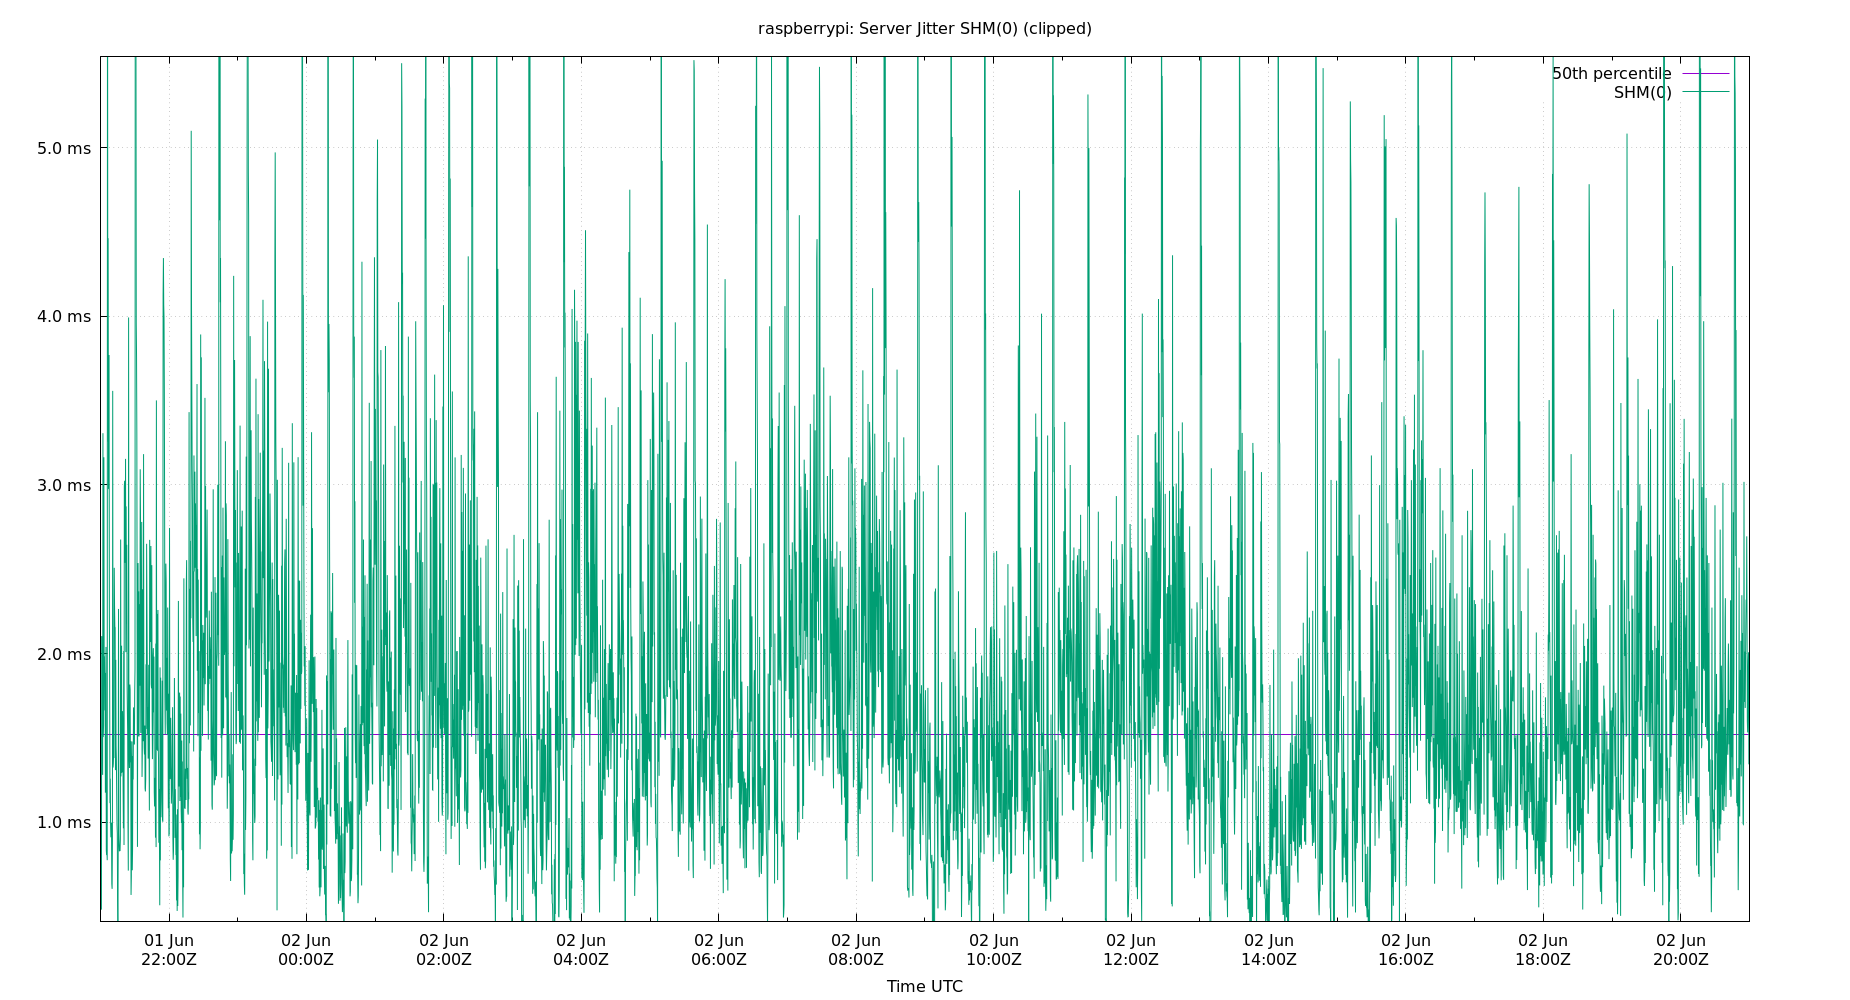 raspberrypi: Server Jitter SHM(0) (clipped)
50th percentile
SHM(0)
5.0 ms
4.0 ms
3.0 ms
2.0 ms
1.0 ms
01 Jun 02 Jun 02 Jun 02 Jun 02 Jun 02 Jun 02 Jun 02 Jun 02 Jun 02 Jun 02 Jun 02 Jun
22:00Z 00:00Z 02:00Z 04:00Z 06:00Z 08:00Z 10:00Z 12:00Z 14:00Z 16:00Z 18:00Z 20:00Z
Time UTC